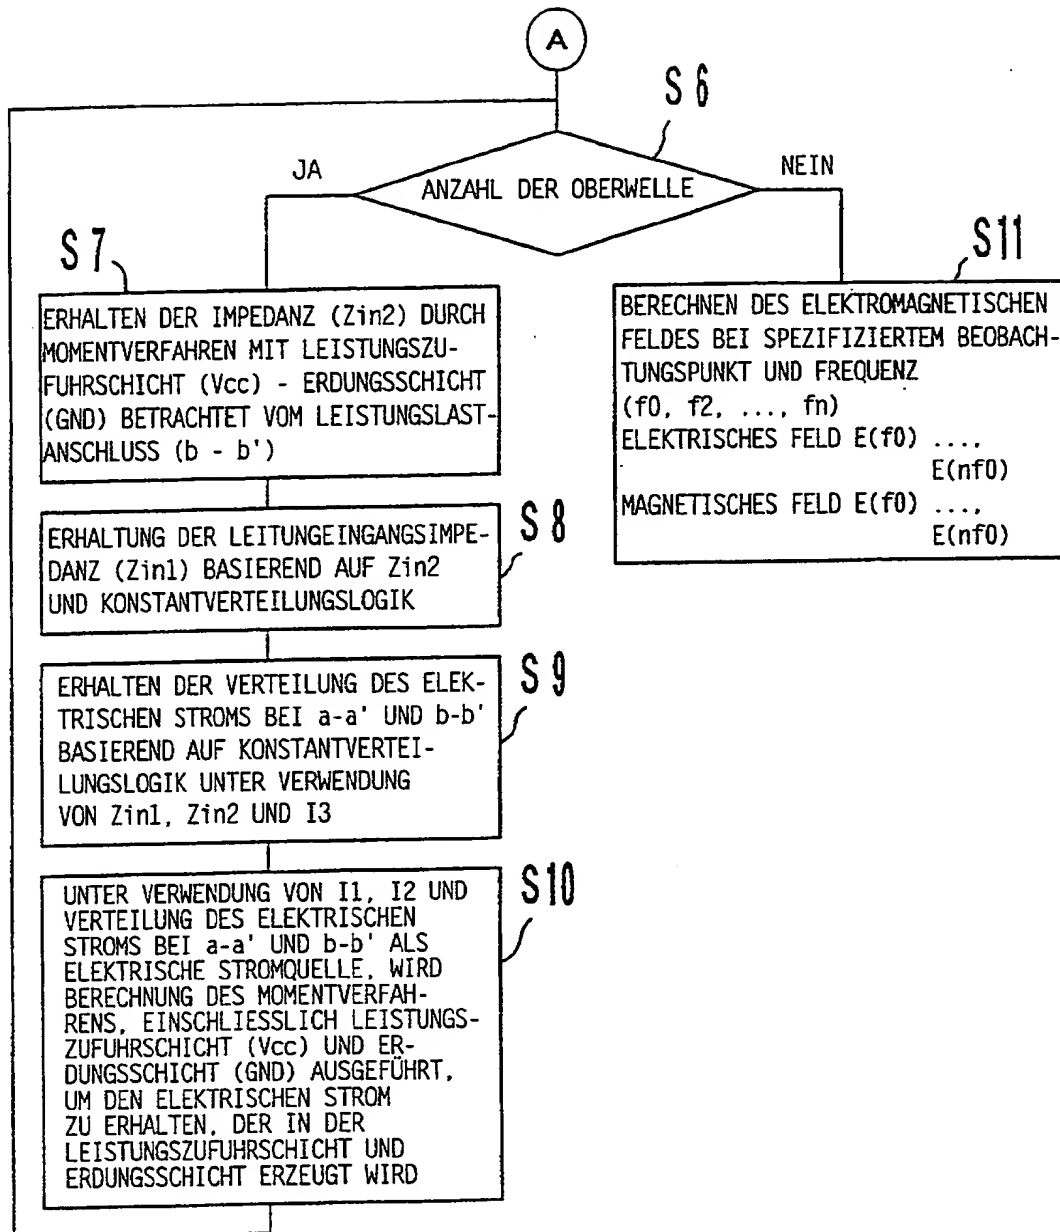 A
S 6
JA
NEIN
ANZAHL DER OBERWELLE
S 7
ERHALTEN DER IMPEDANZ (Zin2) DURCH
MOMENTVERFAHREN MIT LEISTUNGSZU-
FUHRSCHICHT (Vcc) - ERDUNGSSCHICHT
(GND) BETRACHTET VOM LEISTUNGSLAST-
ANSCHLUSS (b - b')
S 8
ERHALTUNG DER LEITUNGEINGANGSIMPE-
DANZ (Zin1) BASIEREND AUF Zin2
UND KONSTANTVERTEILUNGSLOGIK
S 9
ERHALTEN DER VERTEILUNG DES ELEK-
TRISCHEN STROMS BEI a-a' UND b-b'
BASIEREND AUF KONSTANTVERTEI-
LUNGSLOGIK UNTER VERWENDUNG
VON Zin1, Zin2 UND I3
S10
UNTER VERWENDUNG VON I1, I2 UND
VERTEILUNG DES ELEKTRISCHEN
STROMS BEI a-a' UND b-b' ALS
ELEKTRISCHE STROMQUELLE, WIRD
BERECHNUNG DES MOMENTVERFAH-
RENS, EINSCHLIESSLICH LEISTUNGS-
ZUFUHRSCHICHT (Vcc) UND ER-
DUNGSSCHICHT (GND) AUSGEFÜHRT,
UM DEN ELEKTRISCHEN STROM
ZU ERHALTEN, DER IN DER
LEISTUNGSZUFUHRSCHICHT UND
ERDUNGSSCHICHT ERZEUGT WIRD
S11
BERECHNEN DES ELEKTROMAGNETISCHEN
FELDES BEI SPEZIFIZIERTEM BEOBACH-
TUNGSPUNKT UND FREQUENZ
(f0, f2, ..., fn)
ELEKTRISCHES FELD E(f0) ....,
E(nf0)
MAGNETISCHES FELD E(f0) ....,
E(nf0)